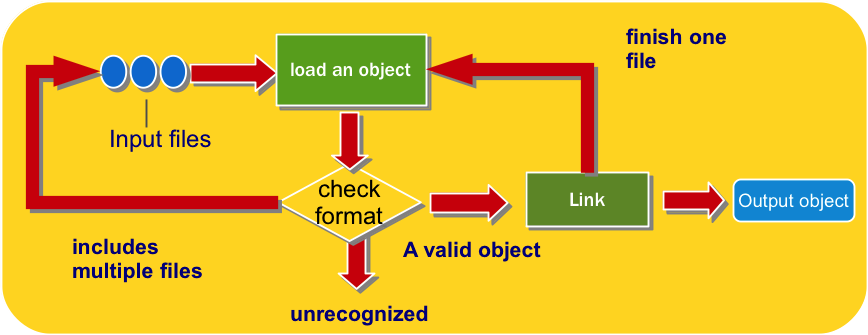 finish one
file
load an object
Input files
check
format
Link
Output object
includes
multiple files
A valid object
unrecognized